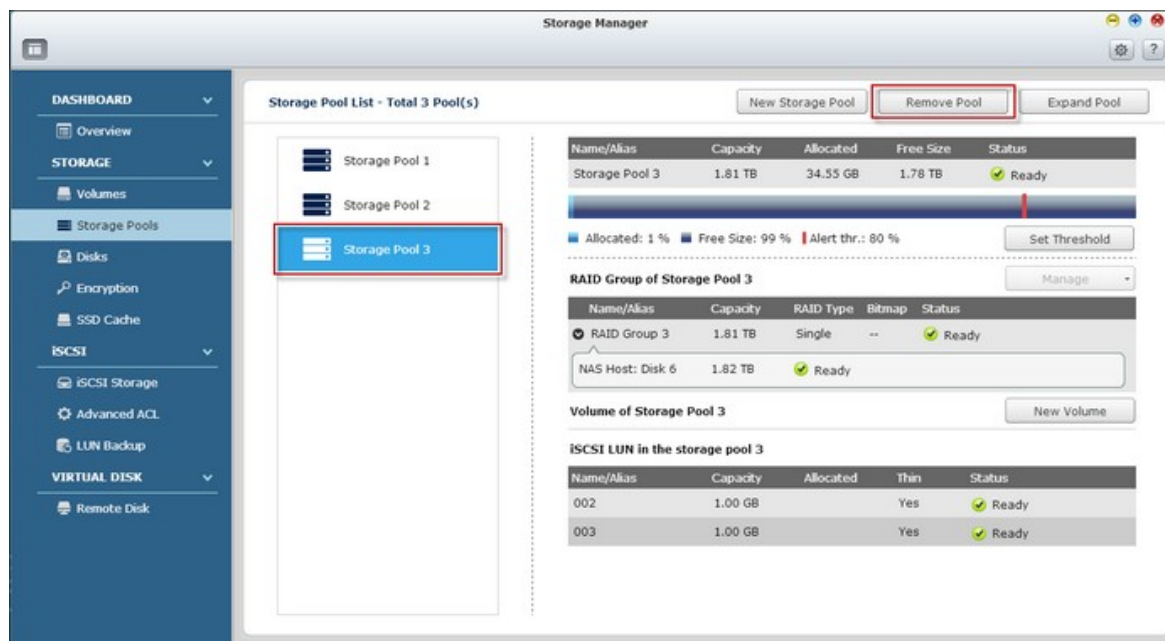 Storage Manager
?
DASHBOARD
Overview
STORAGE
Volumes
Storage Pools
Disks
Encryption
SSD Cache
iSCSI
iSCSI Storage
Advanced ACL
LUN Backup
VIRTUAL DISK
Remote Disk
Storage Pool List - Total 3 Pool(s)
New Storage Pool Remove Pool Expand Pool
Storage Pool 1
Storage Pool 2
Storage Pool 3
Name/Alias Capacity Allocated Free Size Status
Storage Pool 3 1.81 TB 34.55 GB 1.78 TB Ready
Allocated: 1 % Free Size: 99 % Alert thr.: 80 % Set Threshold
RAID Group of Storage Pool 3 Manage
Name/Alias Capacity RAID Type Bitmap Status
RAID Group 3 1.81 TB Single -- Ready
NAS Host: Disk 6 1.82 TB Ready
Volume of Storage Pool 3 New Volume
iSCSI LUN in the storage pool 3
Name/Alias Capacity Allocated Thin Status
002 1.00 GB Yes Ready
003 1.00 GB Yes Ready